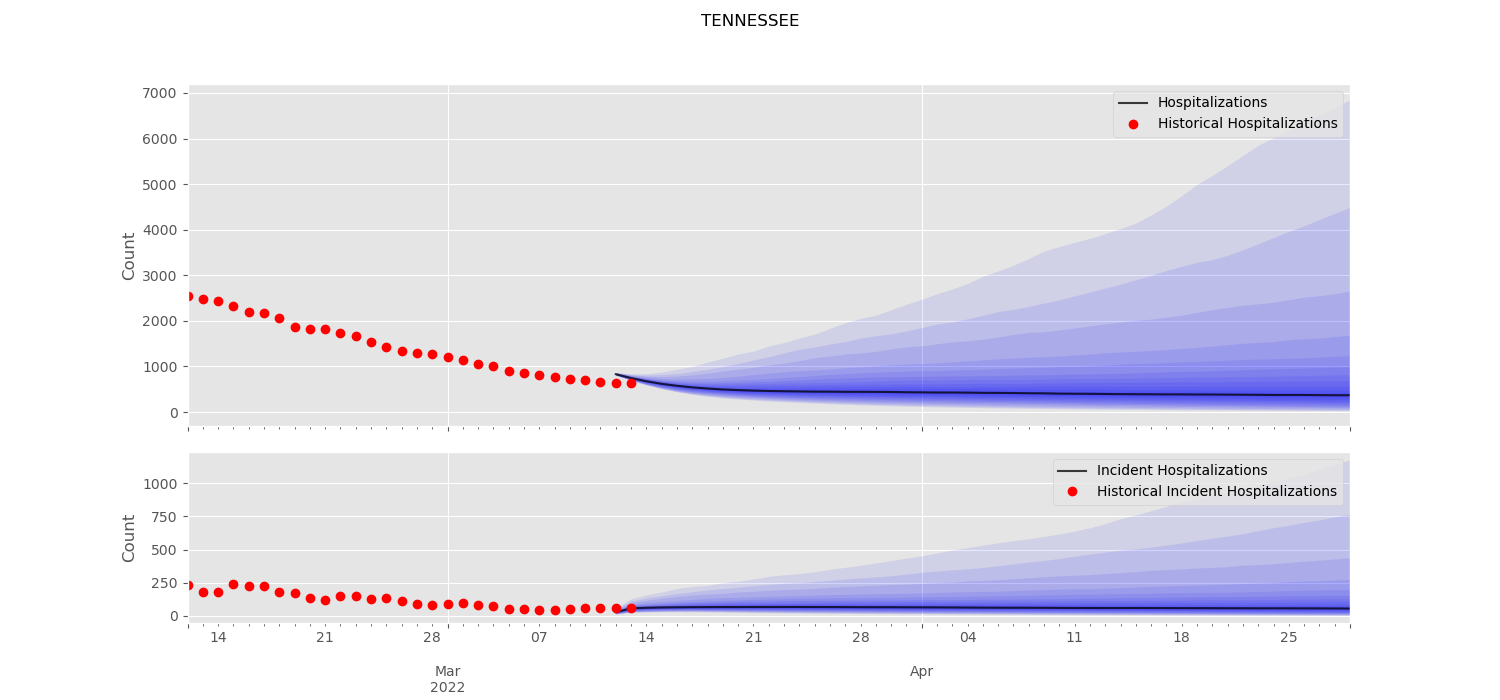 TENNESSEE
7000
6000
5000
4000
3000
2000
1000
0
Count
Hospitalizations
Historical Hospitalizations
1000
750
500
250
0
Count
Incident Hospitalizations
Historical Incident Hospitalizations
14 21 28 07 14 21 28 04 11 18 25
Mar Apr
2022